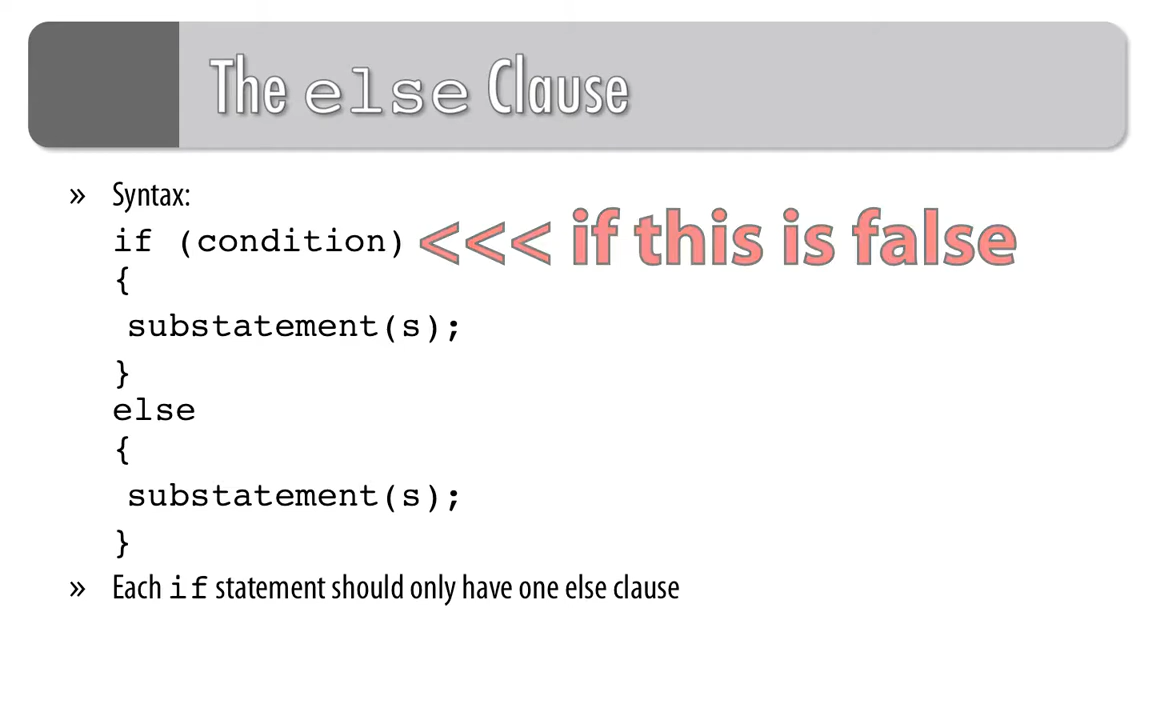 The else Clause
» Syntax:
if (condition) <<< if this is false
{
substatement(s);
}
else
{
substatement(s);
}
» Each if statement should only have one else clause